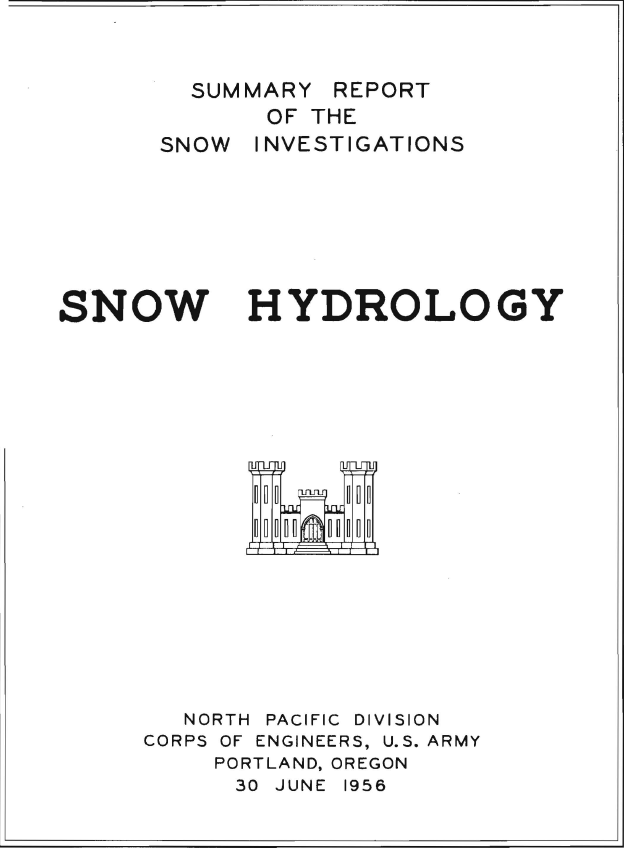 SUMMARY REPORT
OF THE
SNOW INVESTIGATIONS
SNOW HYDROLOGY
NORTH PACIFIC DIVISION
CORPS OF ENGINEERS, U.S. ARMY
PORTLAND, OREGON
30 JUNE 1956